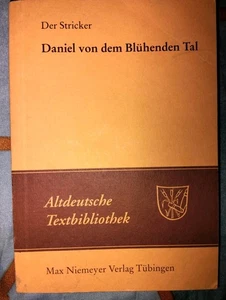 Der Stricker
Daniel von dem Blühenden Tal
Altdeutsche
Textbibliothek
Max Niemeyer Verlag Tübingen